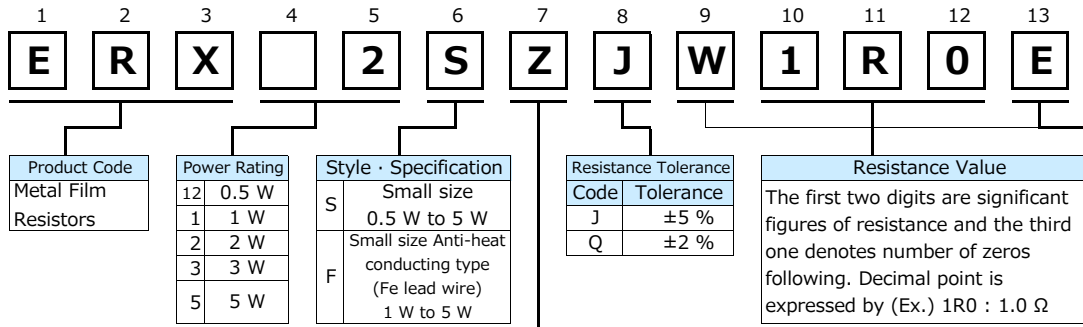 1 2 3 4 5 6 7 8 9 10 11 12 13
E R X 2 S Z J W 1 R 0 E
Product Code
Metal Film
Resistors
Power Rating
12 0.5 W
1 1 W
2 2 W
3 3 W
5 5 W
Style · Specification
S Small size
0.5 W to 5 W
F Small size Anti-heat
conducting type
(Fe lead wire)
1 W to 5 W
Resistance Tolerance
Code Tolerance
J ±5 %
Q ±2 %
Resistance Value
The first two digits are significant
figures of resistance and the third
one denotes number of zeros
following. Decimal point is
expressed by (Ex.) 1R0 : 1.0 Ω